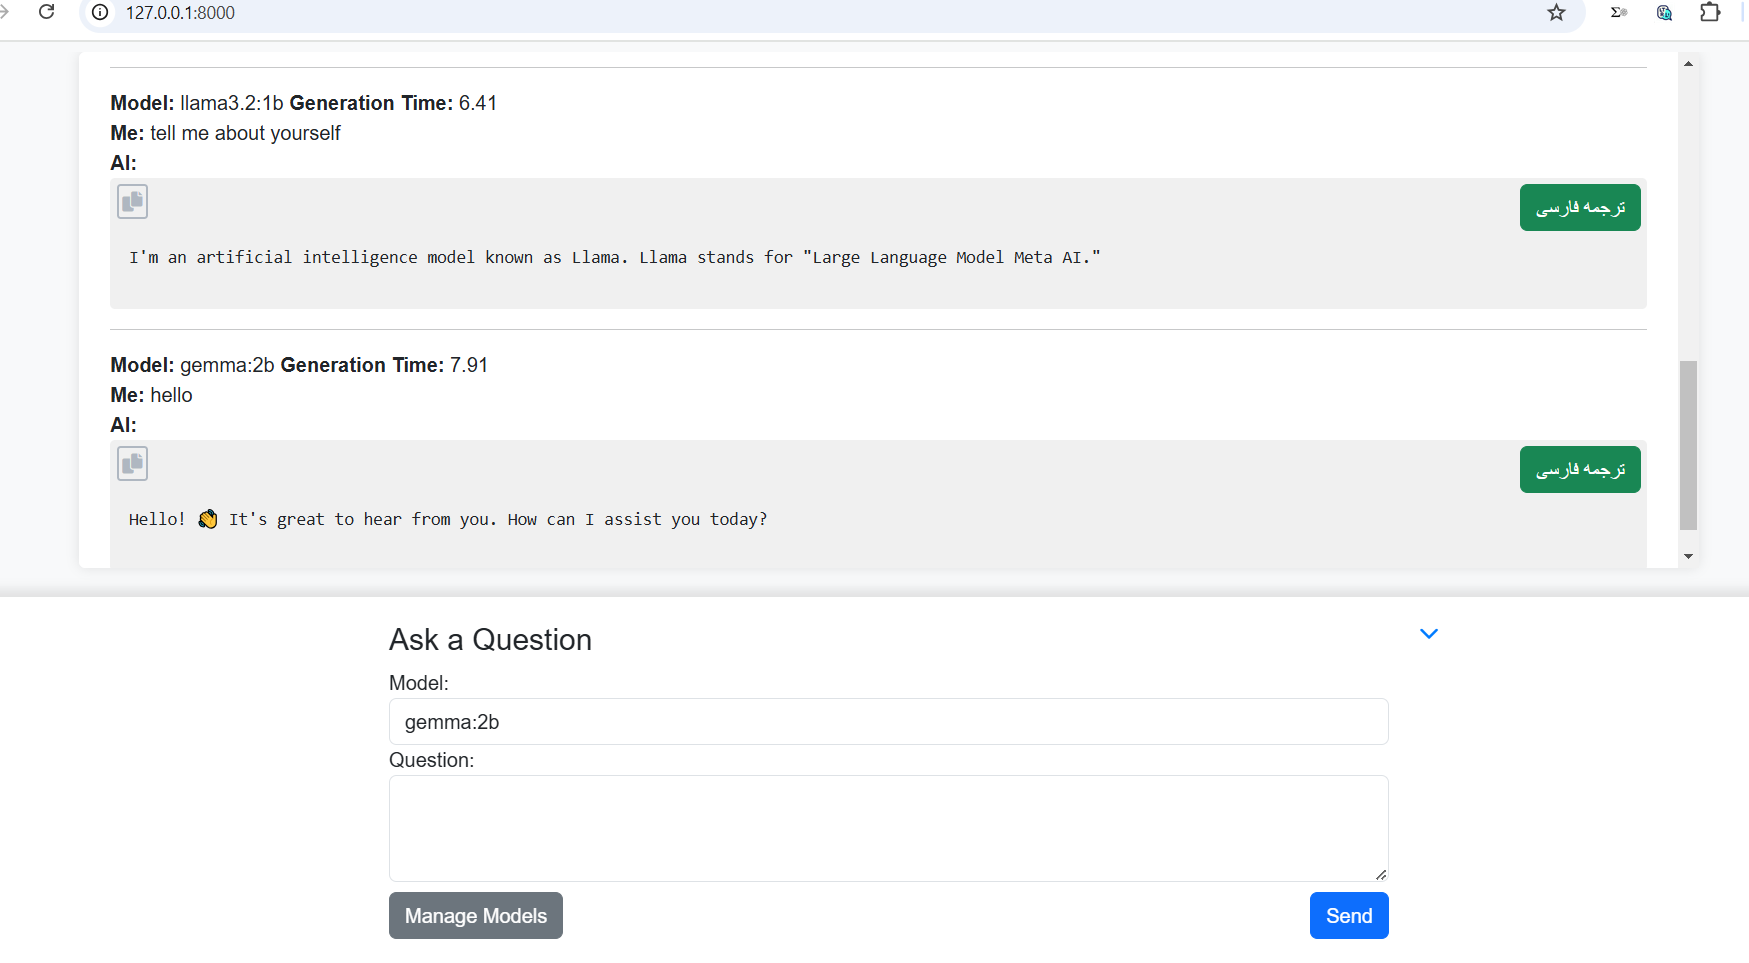 127.0.0.1:8000
Model: llama3.2:1b Generation Time: 6.41
Me: tell me about yourself
AI:
ترجمه فارسی
I'm an artificial intelligence model known as Llama. Llama stands for "Large Language Model Meta AI."
Model: gemma:2b Generation Time: 7.91
Me: hello
AI:
ترجمه فارسی
Hello! 👋 It's great to hear from you. How can I assist you today?
Ask a Question
Model:
gemma:2b
Question:
Manage Models
Send